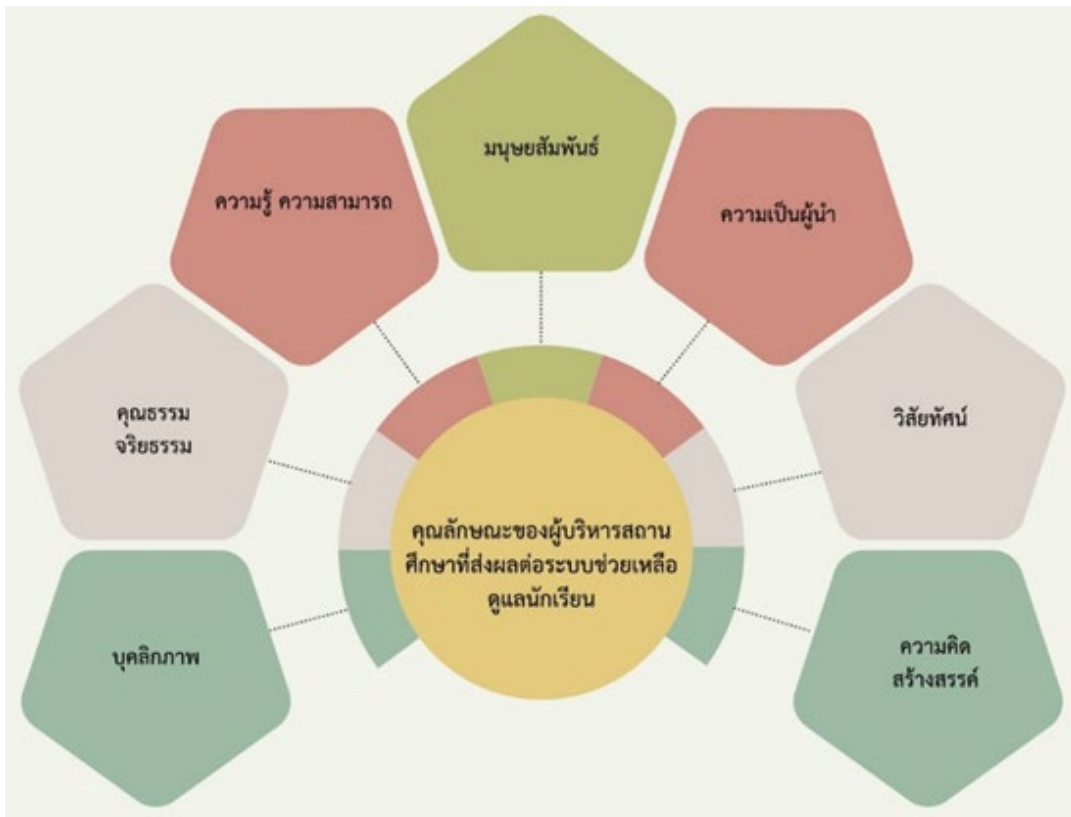 มนุษยสัมพันธ์
ความรู้ ความสามารถ
ความเป็นผู้นำ
คุณธรรม
จริยธรรม
วิสัยทัศน์
คุณลักษณะของผู้บริหารสถาน
ศึกษาที่ส่งผลต่อระบบช่วยเหลือ
ดูแลนักเรียน
บุคลิกภาพ
ความคิด
สร้างสรรค์